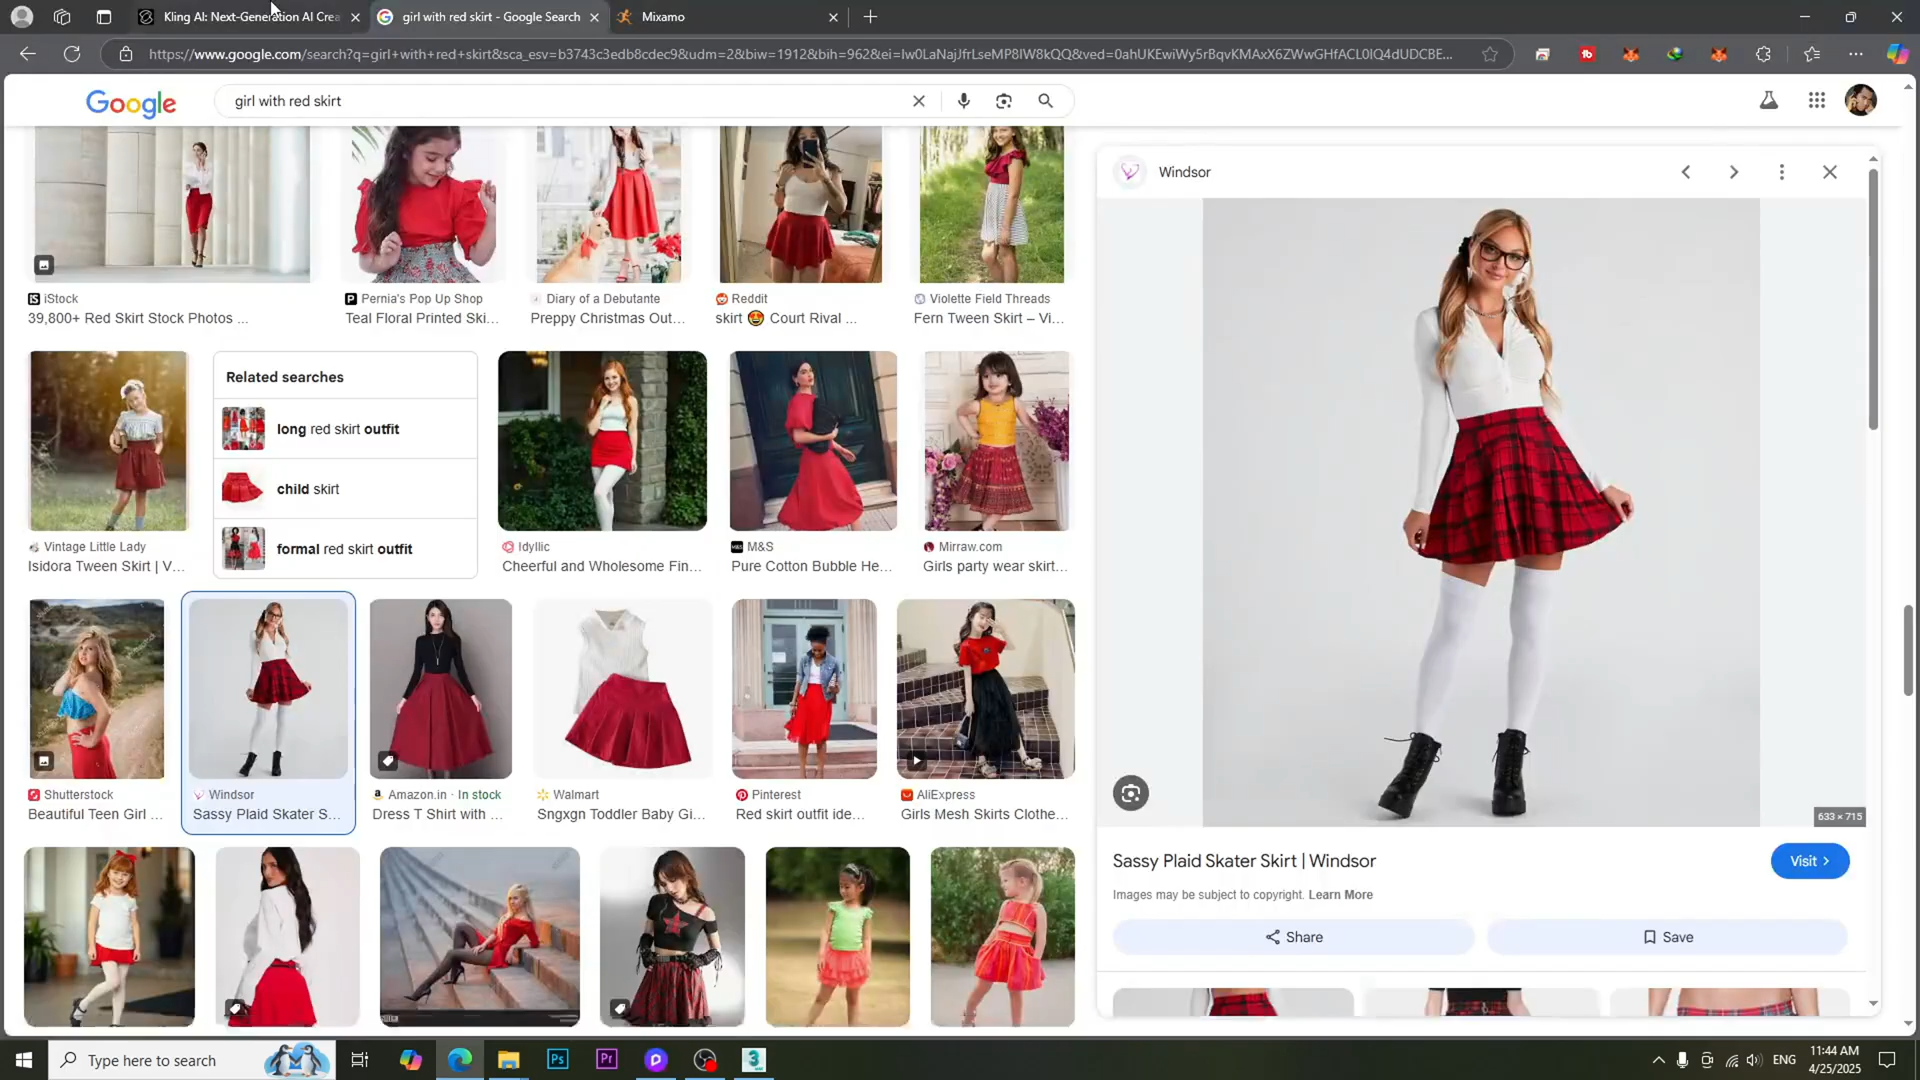 Kling AI: Next-Generation AI Crea
girl with red skirt - Google Search
Mixamo
https://www.google.com/search?q=girl+with+red+skirt&sca_esv=b3743c3edb8cdec9&udm=2&biw=1912&bih=962&ei=Iw0LaNajJfrLseMP8IW8kQQ&ved=0ahUKEwiWy5rBqvKMAxX6ZWwGHfACL0IQ4dUDCBE...
Google
girl with red skirt
iStock
39,800+ Red Skirt Stock Photos ...
Pernia's Pop Up Shop
Teal Floral Printed Ski...
Diary of a Debutante
Preppy Christmas Out...
Reddit
skirt 😍 Court Rival ...
Violette Field Threads
Fern Tween Skirt – Vi...
Windsor
Related searches
long red skirt outfit
child skirt
formal red skirt outfit
Vintage Little Lady
Isidora Tween Skirt | V...
Idyllic
Cheerful and Wholesome Fin...
M&S
M&S
Pure Cotton Bubble He...
Mirraw.com
Girls party wear skirt...
Shutterstock
Beautiful Teen Girl ...
Windsor
Sassy Plaid Skater S...
Amazon.in · In stock
Dress T Shirt with ...
Walmart
Sngxgn Toddler Baby Gi...
Pinterest
Red skirt outfit ide...
AliExpress
Girls Mesh Skirts Clothe...
633 × 715
Sassy Plaid Skater Skirt | Windsor
Visit
Images may be subject to copyright. Learn More
Share
Save
Type here to search
Ps
Pr
3
ENG
11:44 AM
4/25/2025